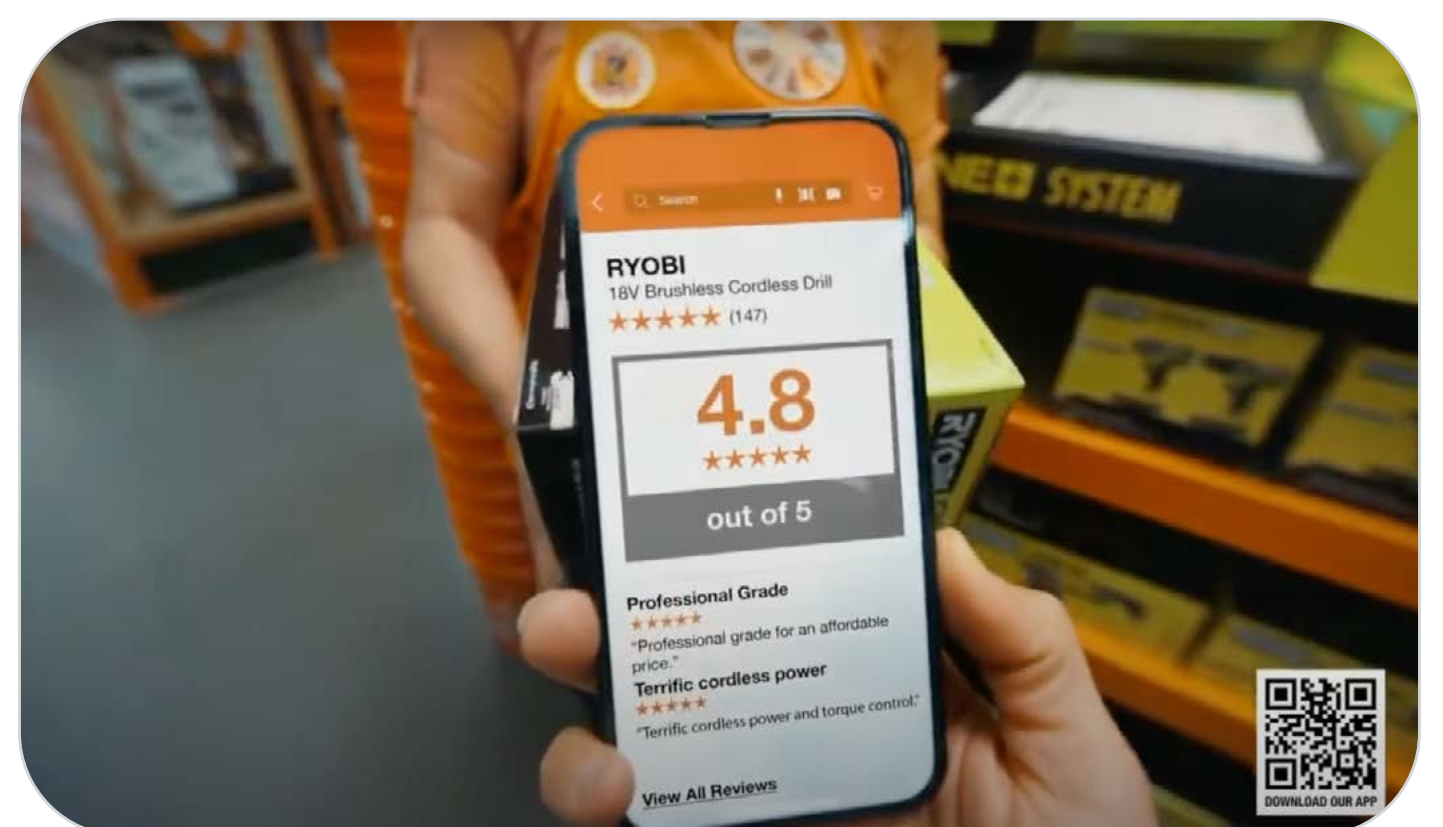 NE+ SYSTEM
Search
RYOBI
18V Brushless Cordless Drill
(147)
4.8
out of 5
RYOBI
Professional Grade
"Professional grade for an affordable
price."
Terrific cordless power
"Terrific cordless power and torque control."
View All Reviews
DOWNLOAD OUR APP